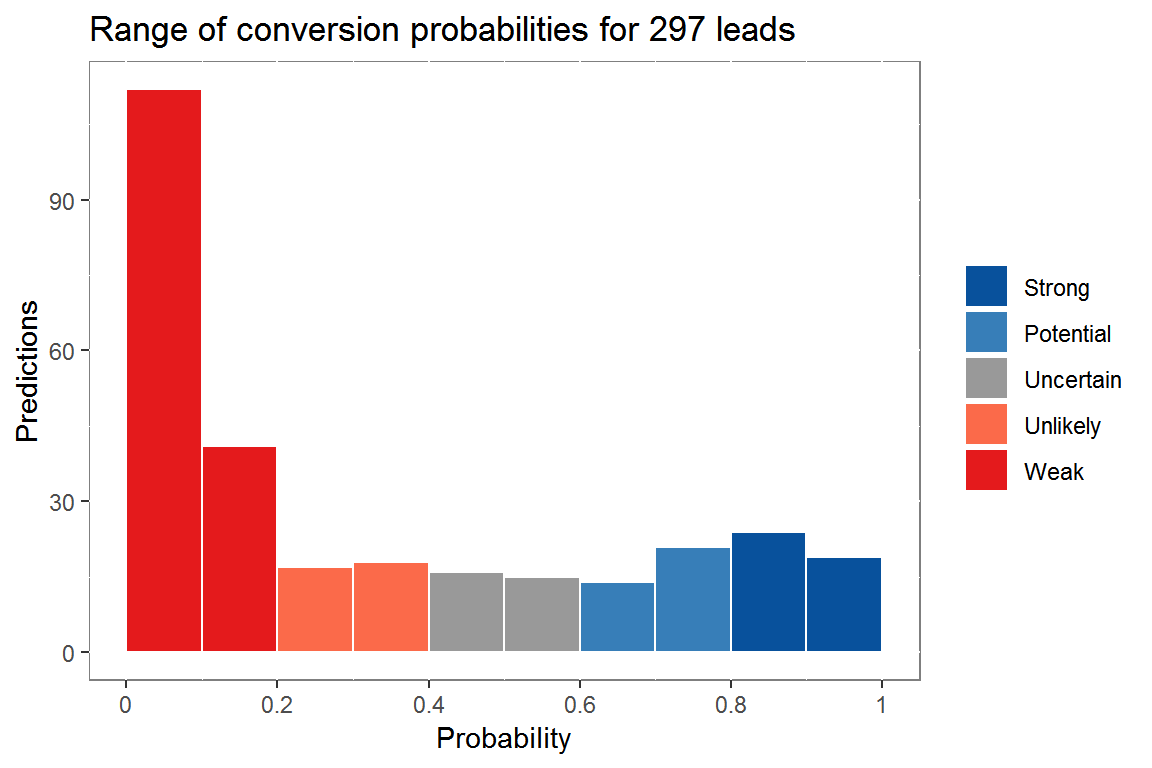 Range of conversion probabilities for 297 leads
90
60
30
0
Predictions
0 0.2 0.4 0.6 0.8 1
Probability
Strong
Potential
Uncertain
Unlikely
Weak